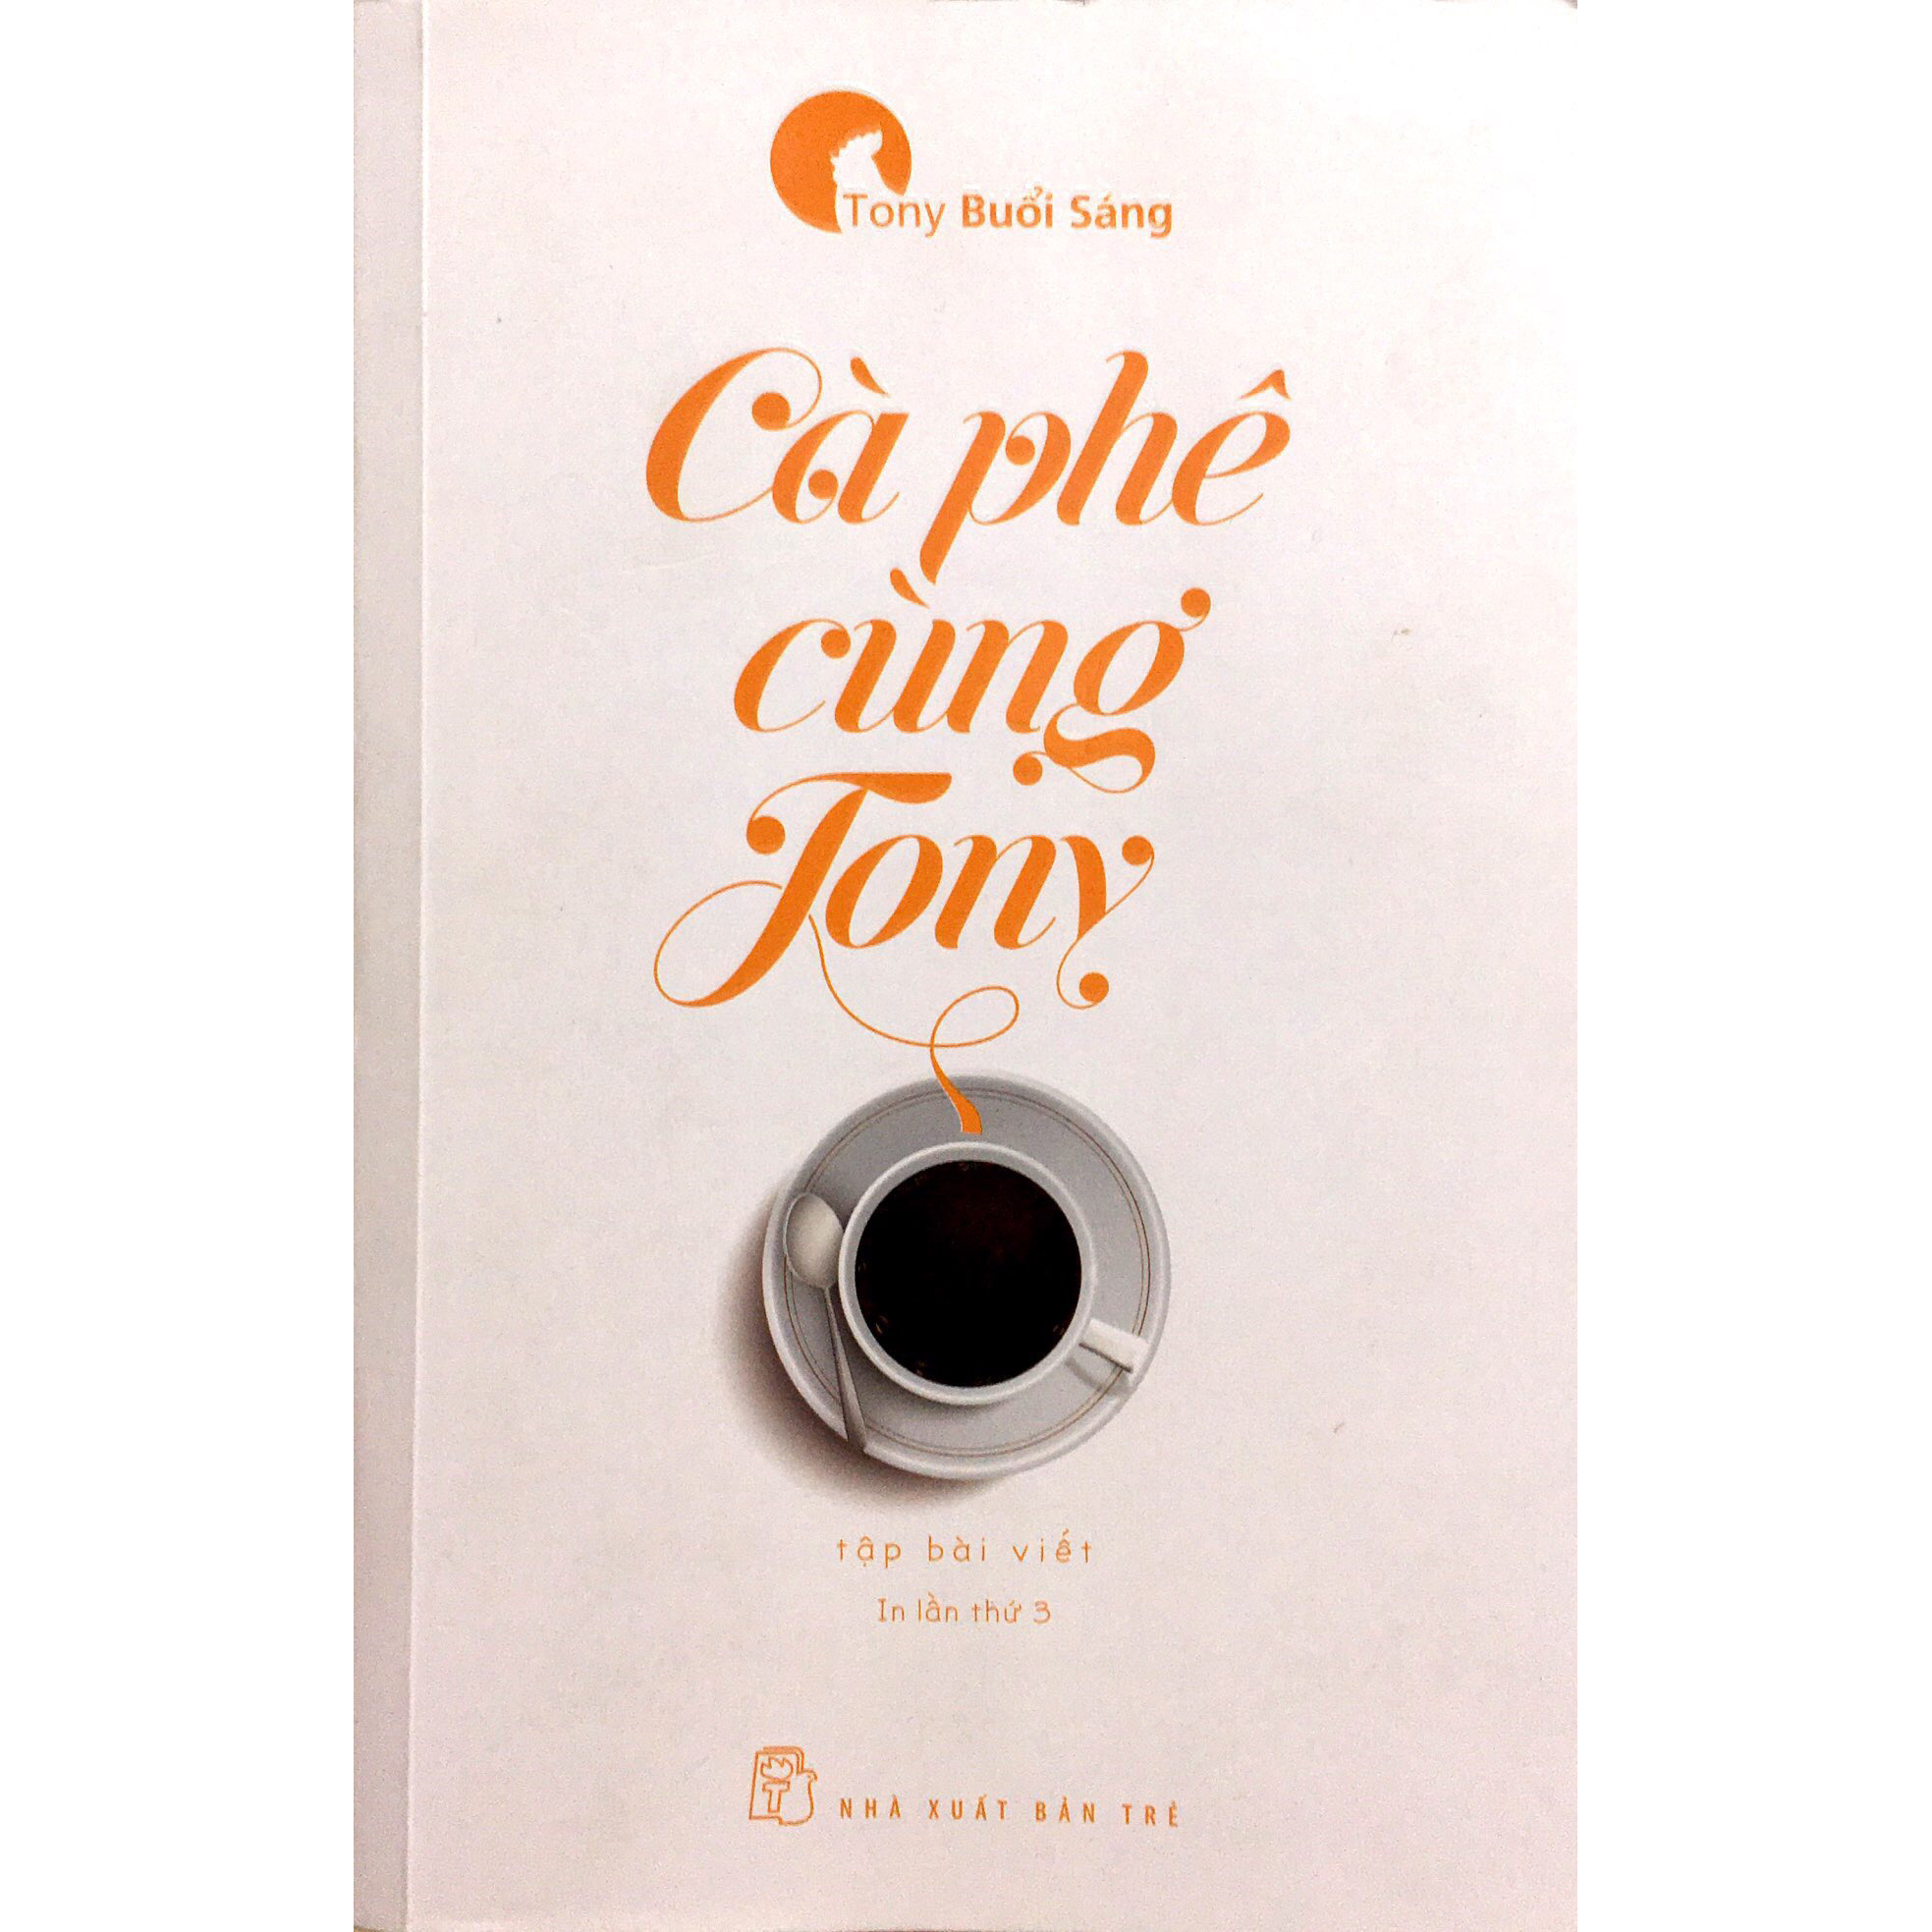 Tony Buổi Sáng
Cà phê
cùng
Tony
tập bài viết
In lần thứ 3
NHÀ XUẤT BẢN TRẺ